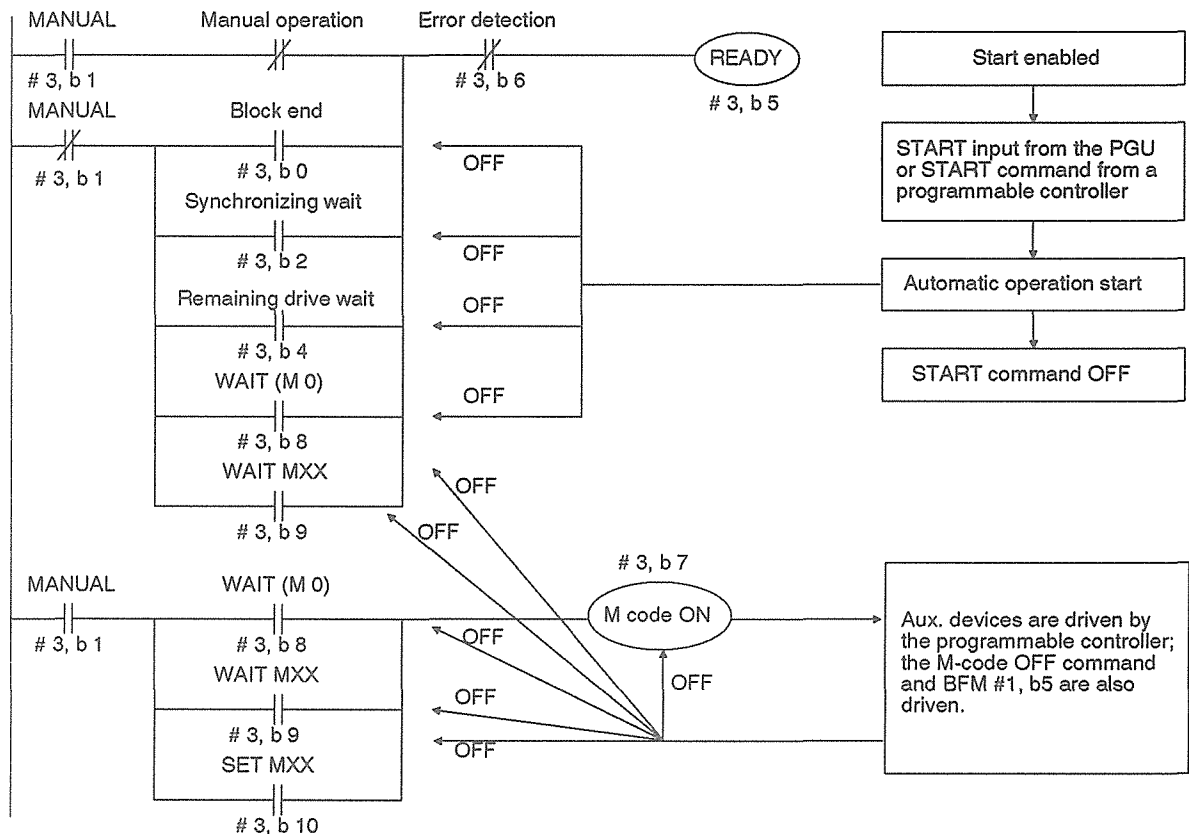 MANUAL
Manual operation
Error detection
READY
# 3, b 1
# 3, b 6
# 3, b 5
MANUAL
Block end
# 3, b 1
# 3, b 0
OFF
Synchronizing wait
# 3, b 2
OFF
Remaining drive wait
OFF
# 3, b 4
WAIT (M 0)
OFF
# 3, b 8
WAIT MXX
OFF
# 3, b 9
OFF
Start enabled
START input from the PGU
or START command from a
programmable controller
Automatic operation start
START command OFF
MANUAL
WAIT (M 0)
# 3, b 7
M code ON
# 3, b 1
# 3, b 8
OFF
WAIT MXX
OFF
OFF
# 3, b 9
OFF
SET MXX
# 3, b 10
Aux. devices are driven by
the programmable controller;
the M-code OFF command
and BFM #1, b5 are also
driven.